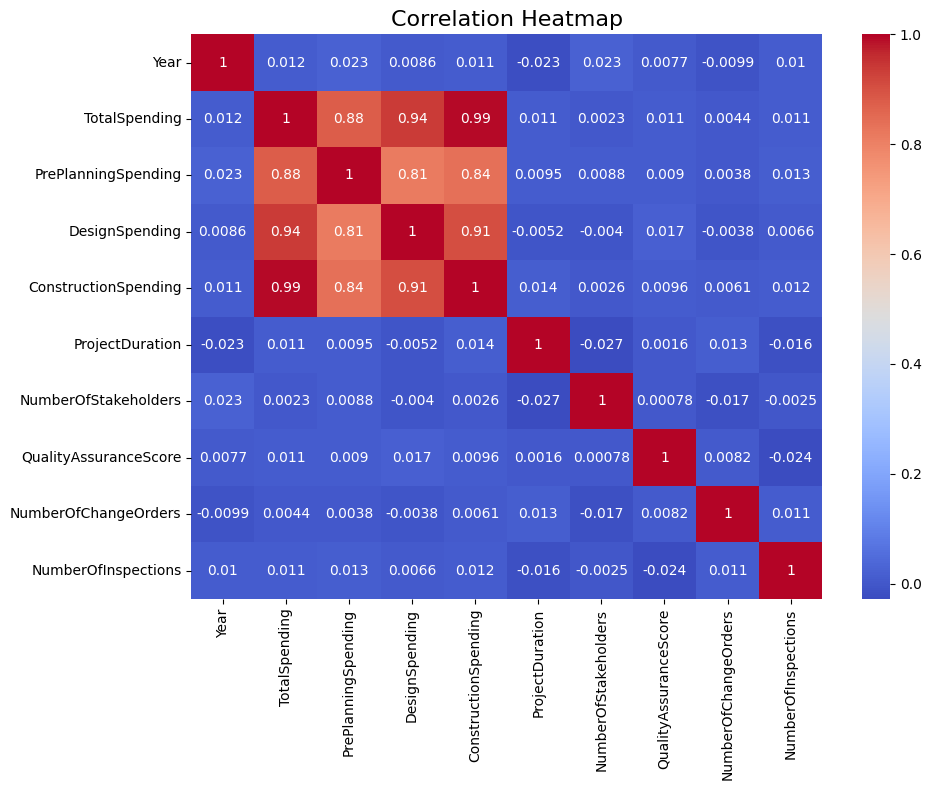 Correlation Heatmap
Year 1 0.012 0.023 0.0086 0.011 -0.023 0.023 0.0077 -0.0099 0.01
TotalSpending 0.012 1 0.88 0.94 0.99 0.011 0.0023 0.011 0.0044 0.011
PrePlanningSpending 0.023 0.88 1 0.81 0.84 0.0095 0.0088 0.009 0.0038 0.013
DesignSpending 0.0086 0.94 0.81 1 0.91 -0.0052 -0.004 0.017 -0.0038 0.0066
ConstructionSpending 0.011 0.99 0.84 0.91 1 0.014 0.0026 0.0096 0.0061 0.012
ProjectDuration -0.023 0.011 0.0095 -0.0052 0.014 1 -0.027 0.0016 0.013 -0.016
NumberOfStakeholders 0.023 0.0023 0.0088 -0.004 0.0026 -0.027 1 0.00078 -0.017 -0.0025
QualityAssuranceScore 0.0077 0.011 0.009 0.017 0.0096 0.0016 0.00078 1 0.0082 -0.024
NumberOfChangeOrders -0.0099 0.0044 0.0038 -0.0038 0.0061 0.013 -0.017 0.0082 1 0.011
NumberOfInspections 0.01 0.011 0.013 0.0066 0.012 -0.016 -0.0025 -0.024 0.011 1
Year
TotalSpending
PrePlanningSpending
DesignSpending
ConstructionSpending
ProjectDuration
NumberOfStakeholders
QualityAssuranceScore
NumberOfChangeOrders
NumberOfInspections
1.0
0.8
0.6
0.4
0.2
0.0